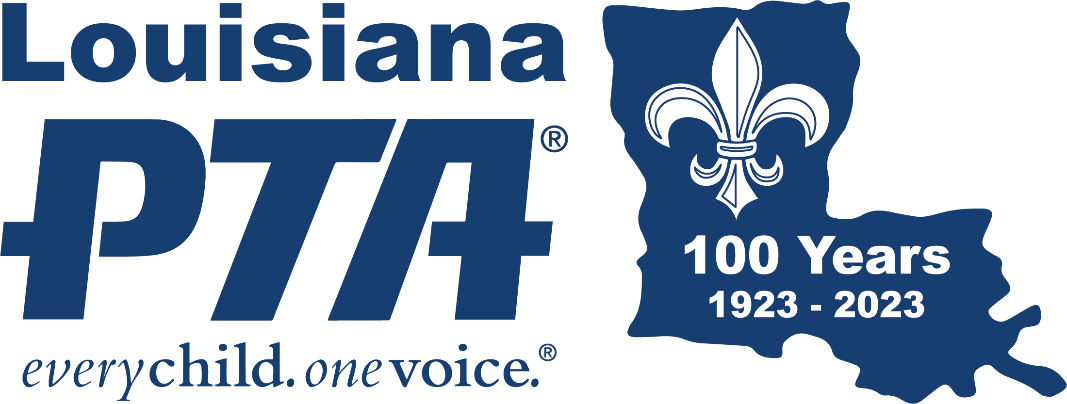 Louisiana
PTA®
everychild.onevoice.®
100 Years
1923 - 2023